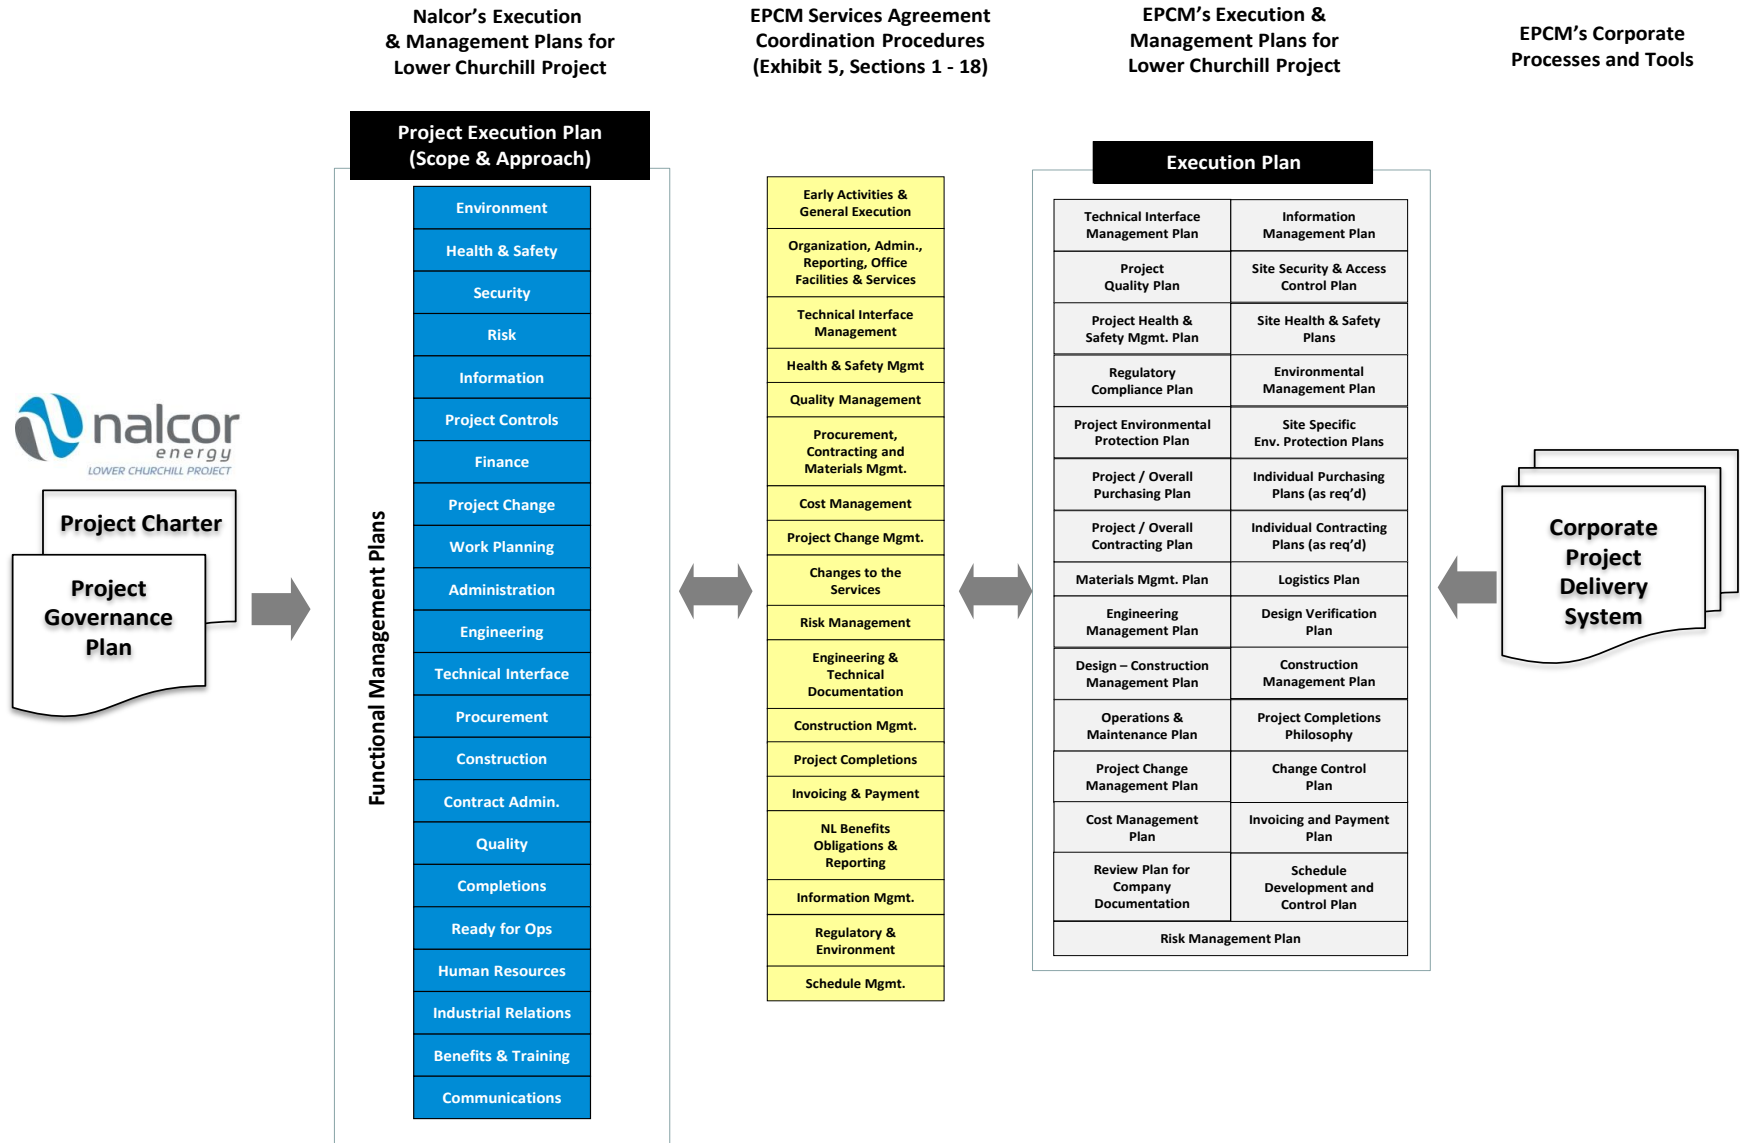 Nalcor’s Execution
& Management Plans for
Lower Churchill Project
EPCM Services Agreement
Coordination Procedures
(Exhibit 5, Sections 1 - 18)
EPCM’s Execution &
Management Plans for
Lower Churchill Project
EPCM’s Corporate
Processes and Tools
nalcor
energy
LOWER CHURCHILL PROJECT
Project Charter
Project
Governance
Plan
Project Execution Plan
(Scope & Approach)
Functional Management Plans
Environment
Health & Safety
Security
Risk
Information
Project Controls
Finance
Project Change
Work Planning
Administration
Engineering
Technical Interface
Procurement
Construction
Contract Admin.
Quality
Completions
Ready for Ops
Human Resources
Industrial Relations
Benefits & Training
Communications
Early Activities &
General Execution
Organization, Admin.,
Reporting, Office
Facilities & Services
Technical Interface
Management
Health & Safety Mgmt
Quality Management
Procurement,
Contracting and
Materials Mgmt.
Cost Management
Project Change Mgmt.
Changes to the
Services
Risk Management
Engineering &
Technical
Documentation
Construction Mgmt.
Project Completions
Invoicing & Payment
NL Benefits
Obligations &
Reporting
Information Mgmt.
Regulatory &
Environment
Schedule Mgmt.
Execution Plan
Technical Interface
Management Plan
Information
Management Plan
Project
Quality Plan
Site Security & Access
Control Plan
Project Health &
Safety Mgmt. Plan
Site Health & Safety
Plans
Regulatory
Compliance Plan
Environmental
Management Plan
Project Environmental
Protection Plan
Site Specific
Env. Protection Plans
Project / Overall
Purchasing Plan
Individual Purchasing
Plans (as req’d)
Project / Overall
Contracting Plan
Individual Contracting
Plans (as req’d)
Materials Mgmt. Plan
Logistics Plan
Engineering
Management Plan
Design Verification
Plan
Design – Construction
Management Plan
Construction
Management Plan
Operations &
Maintenance Plan
Project Completions
Philosophy
Project Change
Management Plan
Change Control
Plan
Cost Management
Plan
Invoicing and Payment
Plan
Review Plan for
Company
Documentation
Schedule
Development and
Control Plan
Risk Management Plan
Corporate
Project
Delivery
System